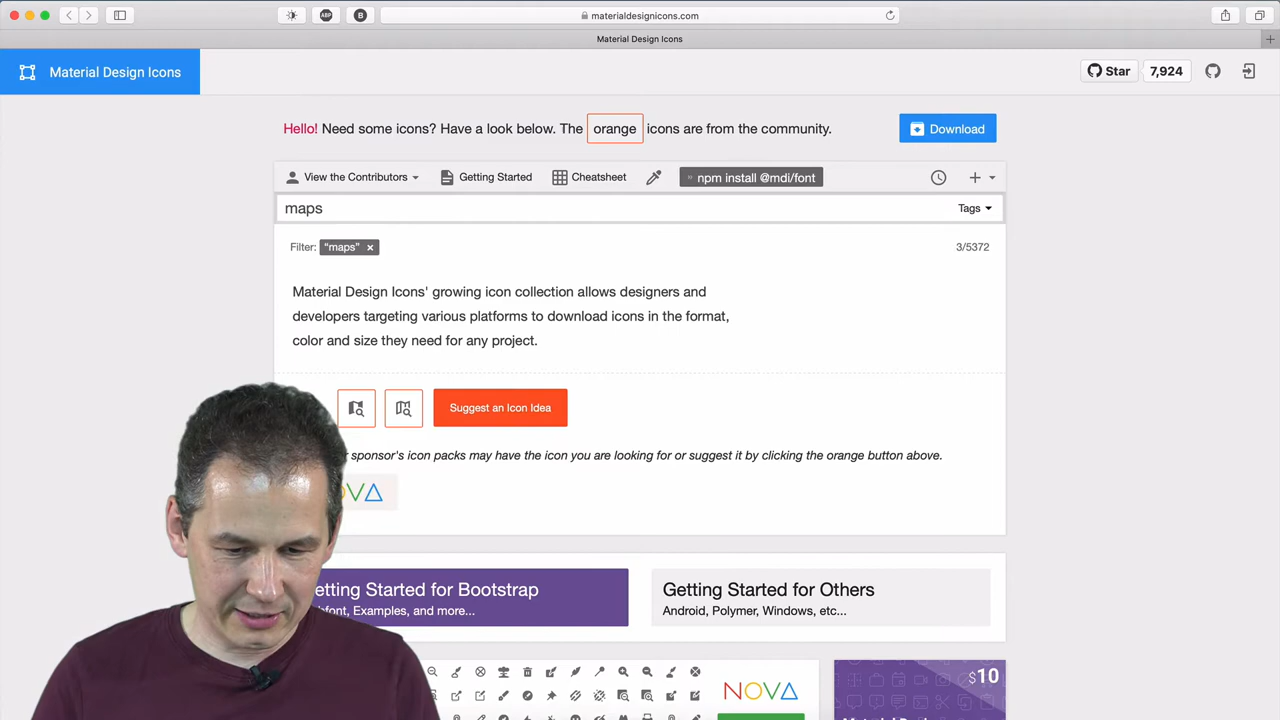 materialdesignicons.com
Material Design Icons
Material Design Icons
Star
7,924
Hello! Need some icons? Have a look below. The orange icons are from the community.
Download
View the Contributors
Getting Started
Cheatsheet
npm install @mdi/font
maps
Tags
Filter: "maps" ×
3/5372
Material Design Icons' growing icon collection allows designers and
developers targeting various platforms to download icons in the format,
color and size they need for any project.
Suggest an Icon Idea
sponsor's icon packs may have the icon you are looking for or suggest it by clicking the orange button above.
Getting Started for Others
Android, Polymer, Windows, etc...
etting Started for Bootstrap
font, Examples, and more...
NOVA
$10
ABP
B